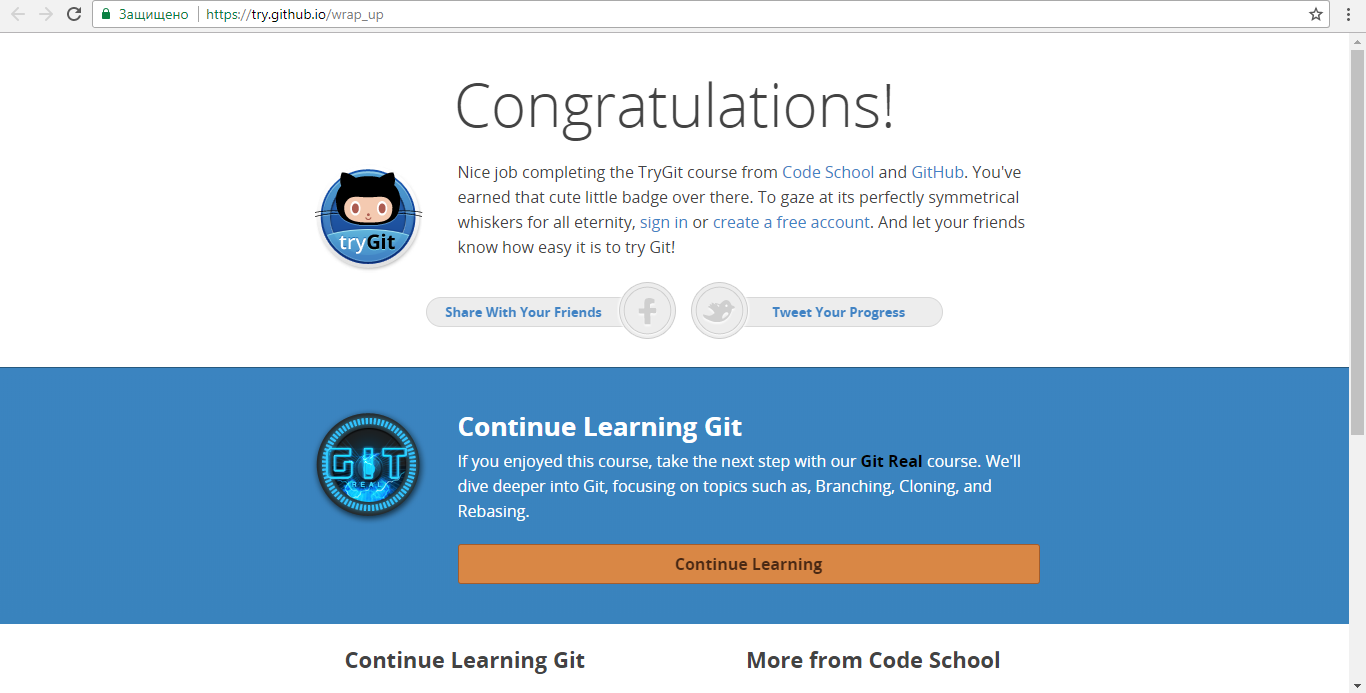 Защищено https://try.github.io/wrap_up
Congratulations!
Nice job completing the TryGit course from Code School and GitHub. You've
earned that cute little badge over there. To gaze at its perfectly symmetrical
whiskers for all eternity, sign in or create a free account. And let your friends
know how easy it is to try Git!
tryGit
Share With Your Friends
Tweet Your Progress
GIT
REAL
Continue Learning Git
If you enjoyed this course, take the next step with our Git Real course. We'll
dive deeper into Git, focusing on topics such as, Branching, Cloning, and
Rebasing.
Continue Learning
Continue Learning Git
More from Code School